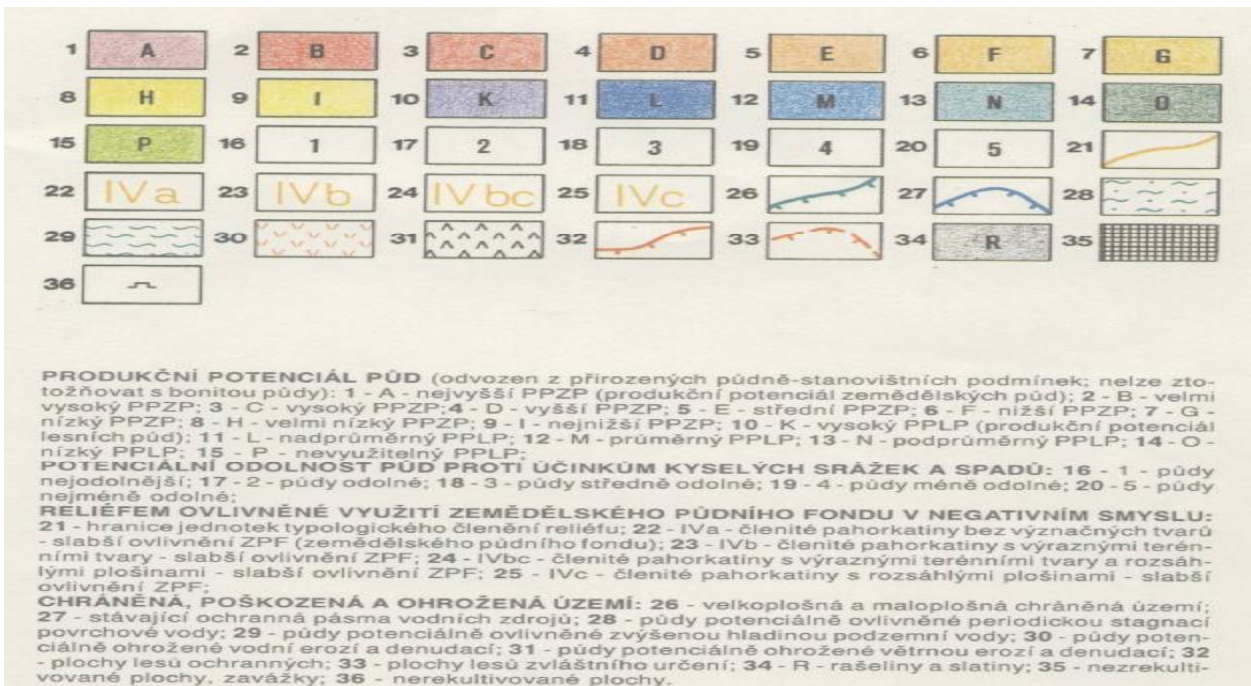 1 A 2 B 3 C 4 D 5 E 6 F 7 G
8 H 9 I 10 K 11 L 12 M 13 N 14 O
15 P 16 1 17 2 18 3 19 4 20 5 21
22 IVa 23 IVb 24 IVbc 25 IVc 26 27 28
29 30 31 32 33 34 R 35
36
PRODUKČNÍ POTENCIÁL PŮD (odvozen z přirozených půdně-stanovištních podmínek; nelze zto-
tožňovat s bonitou půdy): 1 - A - nejvyšší PPZP (produkční potenciál zemědělských půd); 2 - B - velmi
vysoký PPZP; 3 - C - vysoký PPZP;4 - D - vyšší PPZP; 5 - E - střední PPZP; 6 - F - nižší PPZP; 7 - G -
nízký PPZP; 8 - H - velmi nízký PPZP; 9 - I - nejnižší PPZP; 10 - K - vysoký PPLP (produkční potenciál
lesních půd); 11 - L - nadprůměrný PPLP; 12 - M - průměrný PPLP; 13 - N - podprůměrný PPLP; 14 - O -
nízký PPLP; 15 - P - nevyužitelný PPLP;
POTENCIÁLNÍ ODOLNOST PŮD PROTI ÚČINKŮM KYSELÝCH SRÁŽEK A SPADŮ: 16 - 1 - půdy
nejodolnější; 17 - 2 - půdy odolné; 18 - 3 - půdy středně odolné; 19 - 4 - půdy méně odolné; 20 - 5 - půdy
nejméně odolné;
RELIÉFEM OVLIVNĚNÉ VYUŽITÍ ZEMĚDĚLSKÉHO PŮDNÍHO FONDU V NEGATIVNÍM SMYSLU:
21 - hranice jednotek typologického členění reliéfu; 22 - IVa - členité pahorkatiny bez význačných tvarů
- slabší ovlivnění ZPF (zemědělského půdního fondu); 23 - IVb - členité pahorkatiny s výraznými terén-
ními tvary - slabší ovlivnění ZPF; 24 - IVbc - členité pahorkatiny s výraznými terénními tvary a rozsáh-
lými plošinami - slabší ovlivnění ZPF; 25 - IVc - členité pahorkatiny s rozsáhlými plošinami - slabší
ovlivnění ZPF;
CHRÁNĚNÁ, POŠKOZENÁ A OHROŽENÁ ÚZEMÍ: 26 - velkoplošná a maloplošná chráněná území;
27 - stávající ochranná pásma vodních zdrojů; 28 - půdy potenciálně ovlivněné periodickou stagnací
povrchové vody; 29 - půdy potenciálně ovlivněné zvýšenou hladinou podzemní vody; 30 - půdy poten-
ciálně ohrožené vodní erozí a denudací; 31 - půdy potenciálně ohrožené větrnou erozí a denudací; 32
- plochy lesů ochranných; 33 - plochy lesů zvláštního určení; 34 - R - rašeliny a slatiny; 35 - nezrekulti-
vované plochy, zavážky; 36 - nerekultivované plochy.